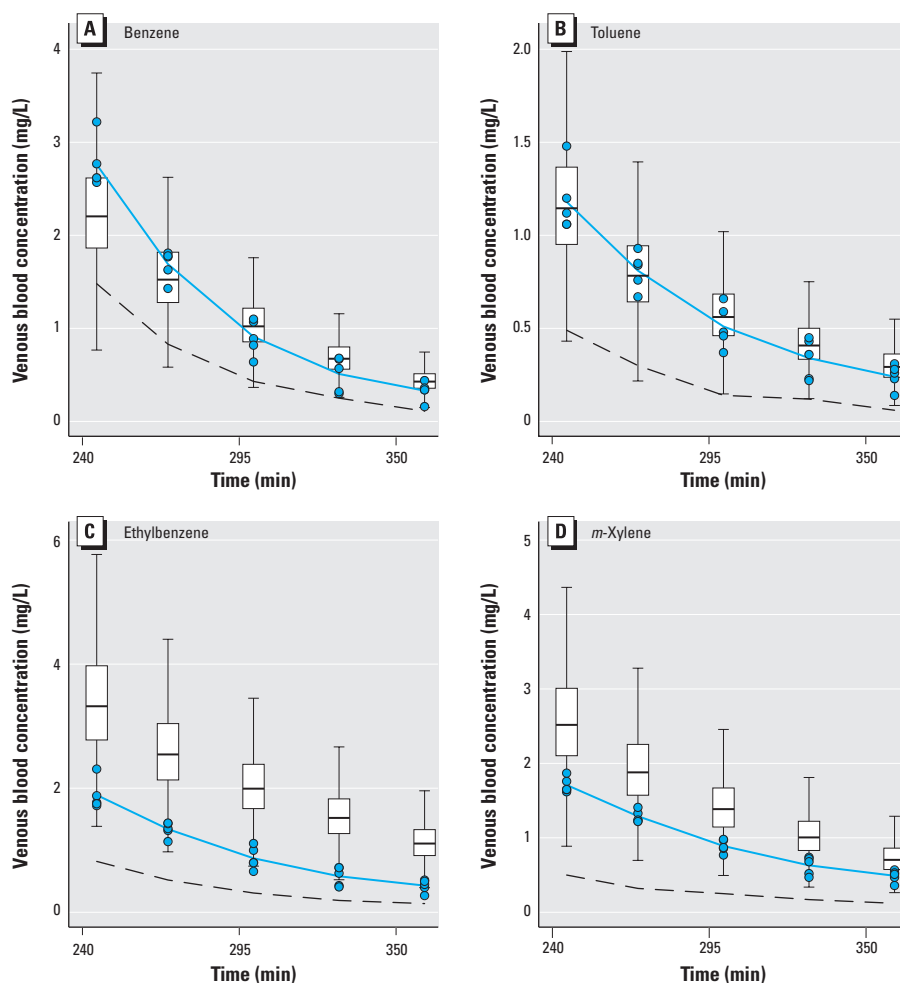 A Benzene
Venous blood concentration (mg/L)
4
3
2
1
0
240 295 350
Time (min)
B Toluene
Venous blood concentration (mg/L)
2.0
1.5
1.0
0.5
0
240 295 350
Time (min)
C Ethylbenzene
Venous blood concentration (mg/L)
6
4
2
0
240 295 350
Time (min)
D m-Xylene
Venous blood concentration (mg/L)
5
4
3
2
1
0
240 295 350
Time (min)